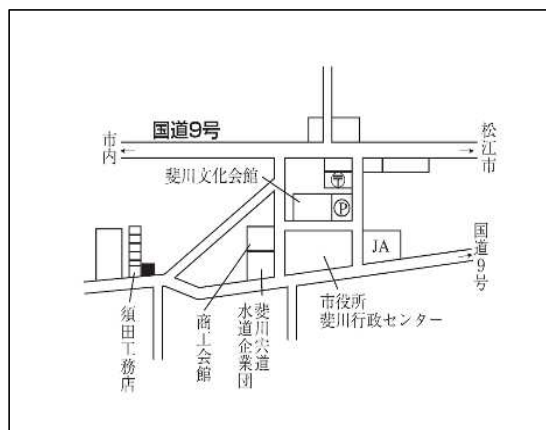 国道9号
市内
松江市
斐川文化会館
〒
P
国道9号
JA
市役所
斐川行政センター
斐川宍道
水道企業団
商工会館
須田工務店